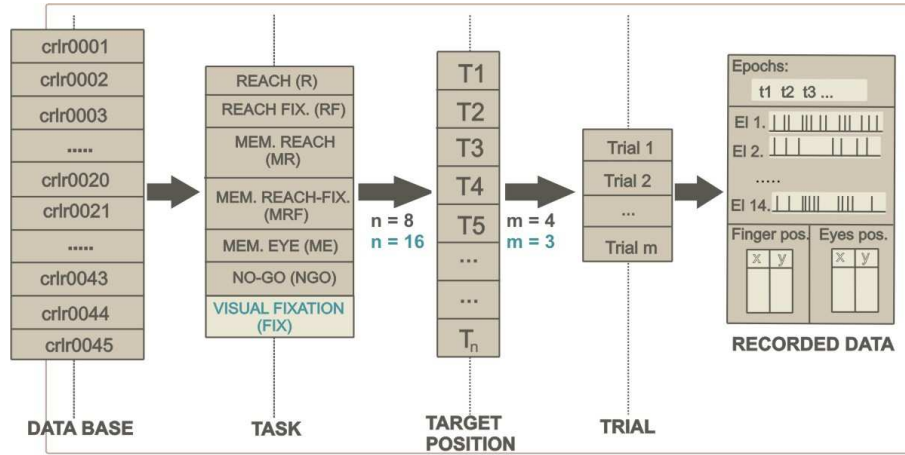 crlr0001
crlr0002
crlr0003
.....
crlr0020
crlr0021
.....
crlr0043
crlr0044
crlr0045
DATA BASE
REACH (R)
REACH FIX. (RF)
MEM. REACH
(MR)
MEM. REACH-FIX.
(MRF)
MEM. EYE (ME)
NO-GO (NGO)
VISUAL FIXATION
(FIX)
TASK
n = 8
n = 16
T1
T2
T3
T4
T5
...
...
Tn
TARGET
POSITION
m = 4
m = 3
Trial 1
Trial 2
...
Trial m
TRIAL
Epochs:
t1 t2 t3 ...
El 1.
El 2.
.....
El 14.
Finger pos. Eyes pos.
x y x y
RECORDED DATA